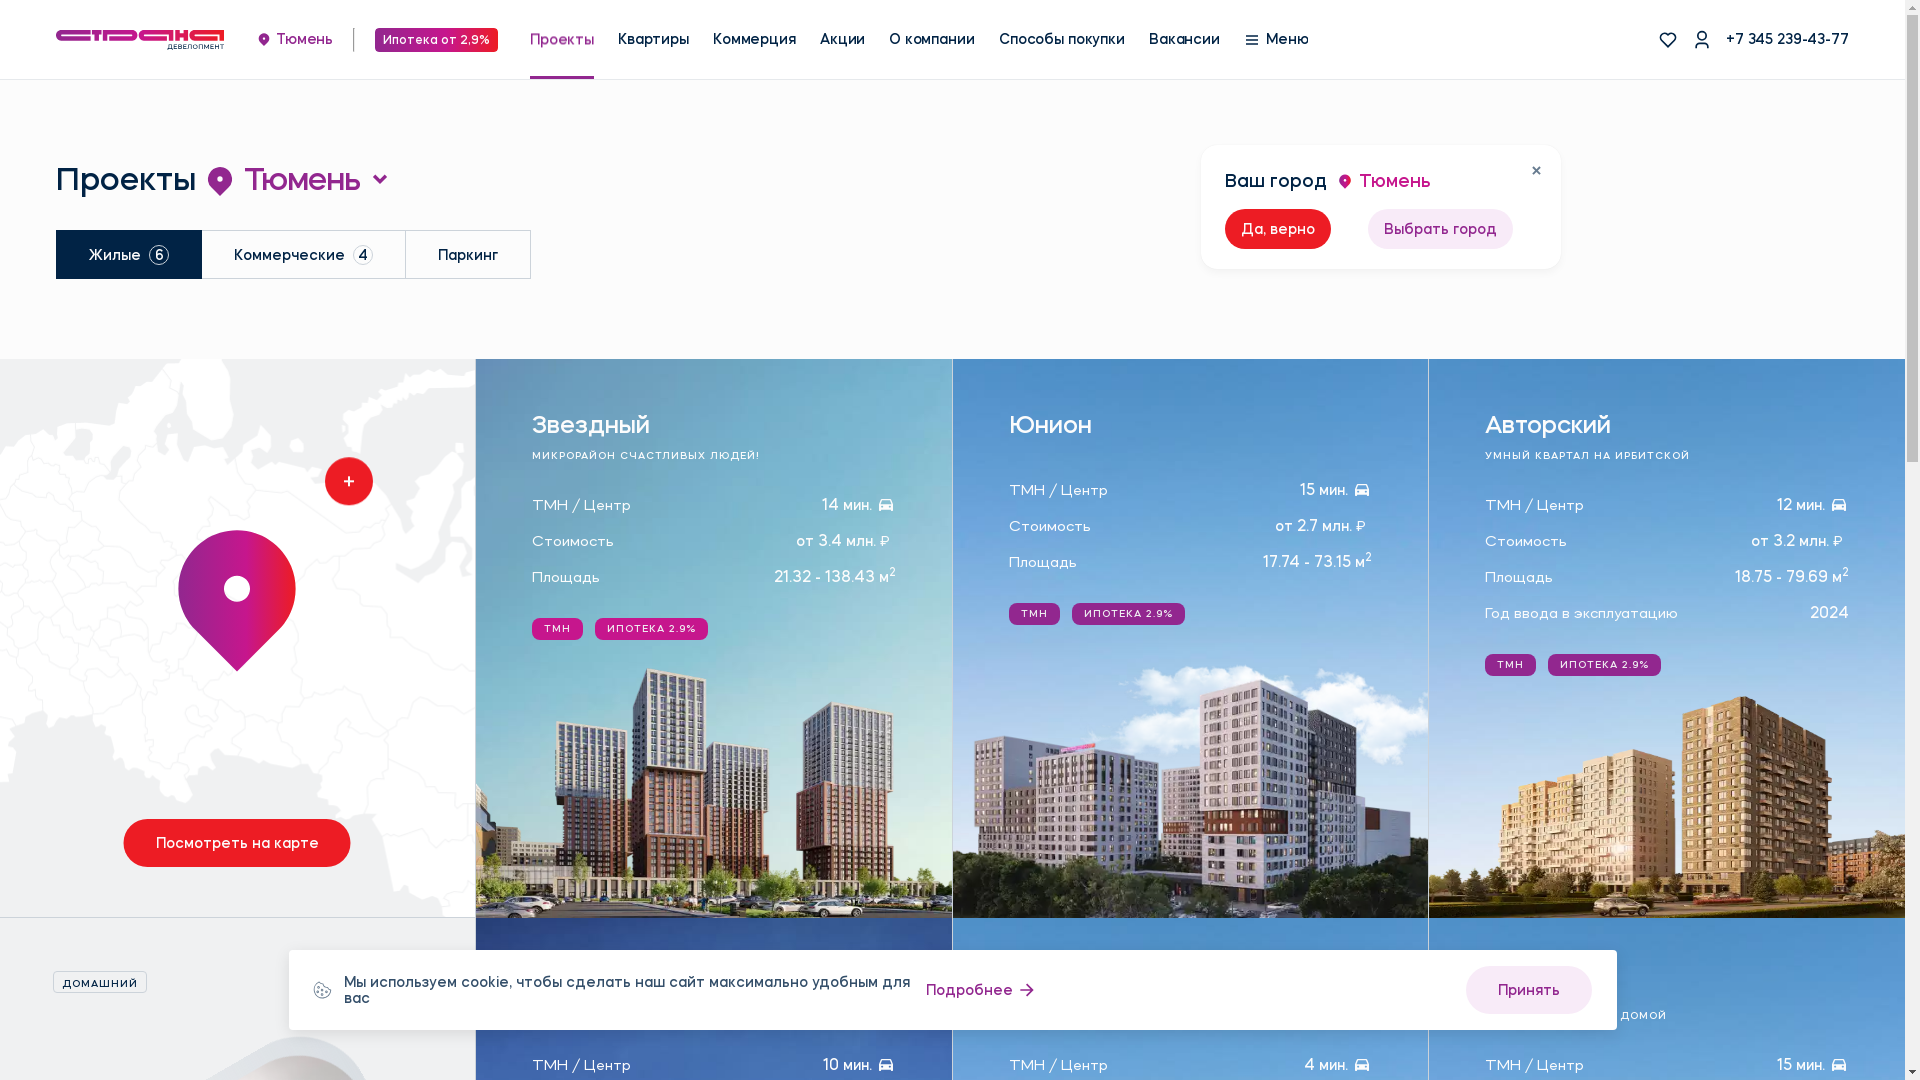 СТРАНА
ДЕВЕЛОПМЕНТ
Тюмень
Ипотека от 2,9%
Проекты
Квартиры
Коммерция
Акции
О компании
Способы покупки
Вакансии
Меню
+7 345 239-43-77
Проекты Тюмень
Ваш город Тюмень
Да, верно
Выбрать город
Жилые 6
Коммерческие 4
Паркинг
Посмотреть на карте
Звездный
МИКРОРАЙОН СЧАСТЛИВЫХ ЛЮДЕЙ!
ТМН / Центр 14 мин.
Стоимость от 3.4 млн. ₽
Площадь 21.32 - 138.43 м²
ТМН ИПОТЕКА 2.9%
Юнион
ТМН / Центр 15 мин.
Стоимость от 2.7 млн. ₽
Площадь 17.74 - 73.15 м²
ТМН ИПОТЕКА 2.9%
Авторский
УМНЫЙ КВАРТАЛ НА ИРБИТСКОЙ
ТМН / Центр 12 мин.
Стоимость от 3.2 млн. ₽
Площадь 18.75 - 79.69 м²
Год ввода в эксплуатацию 2024
ТМН ИПОТЕКА 2.9%
ДОМАШНИЙ
Мы используем cookie, чтобы сделать наш сайт максимально удобным для
вас
Подробнее
Принять
ДОМОЙ
ТМН / Центр 10 мин.
ТМН / Центр 4 мин.
ТМН / Центр 15 мин.